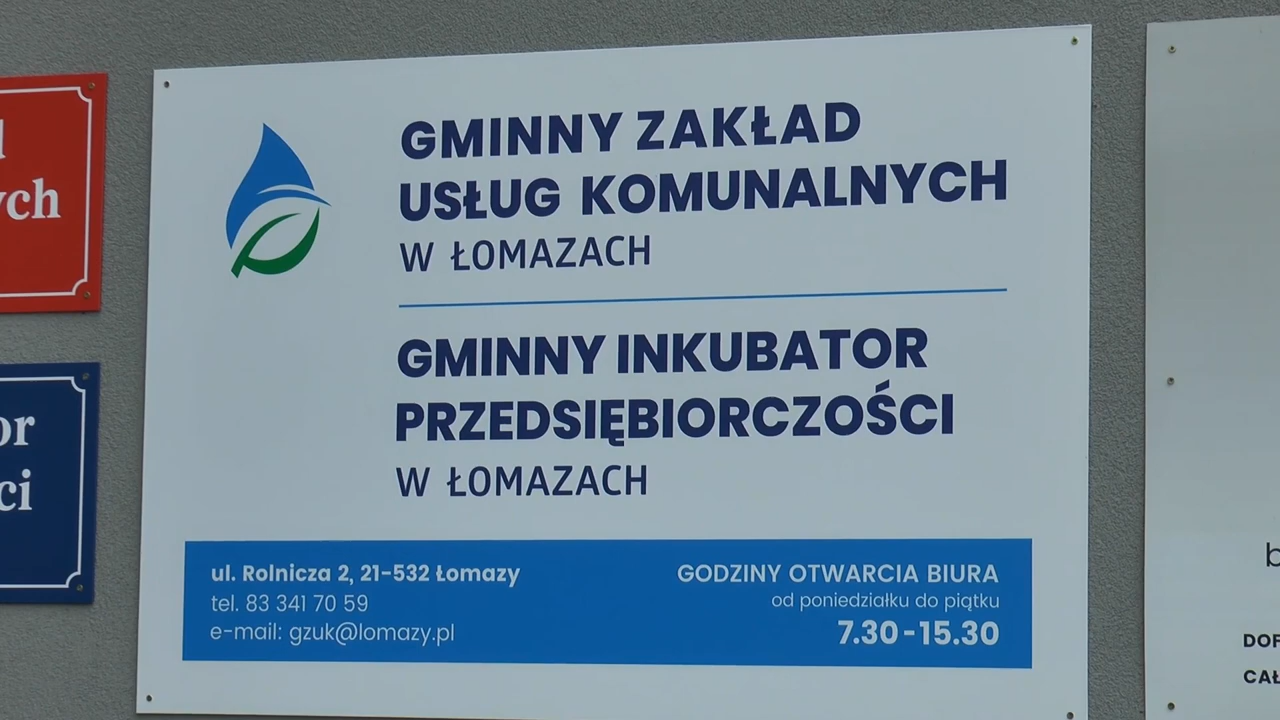 GMINNY ZAKŁAD
USŁUG KOMUNALNYCH
W ŁOMAZACH
GMINNY INKUBATOR
PRZEDSIĘBIORCZOŚCI
W ŁOMAZACH
ul. Rolnicza 2, 21-532 Łomazy
tel. 83 341 70 59
e-mail: gzuk@lomazy.pl
GODZINY OTWARCIA BIURA
od poniedziałku do piątku
7.30-15.30